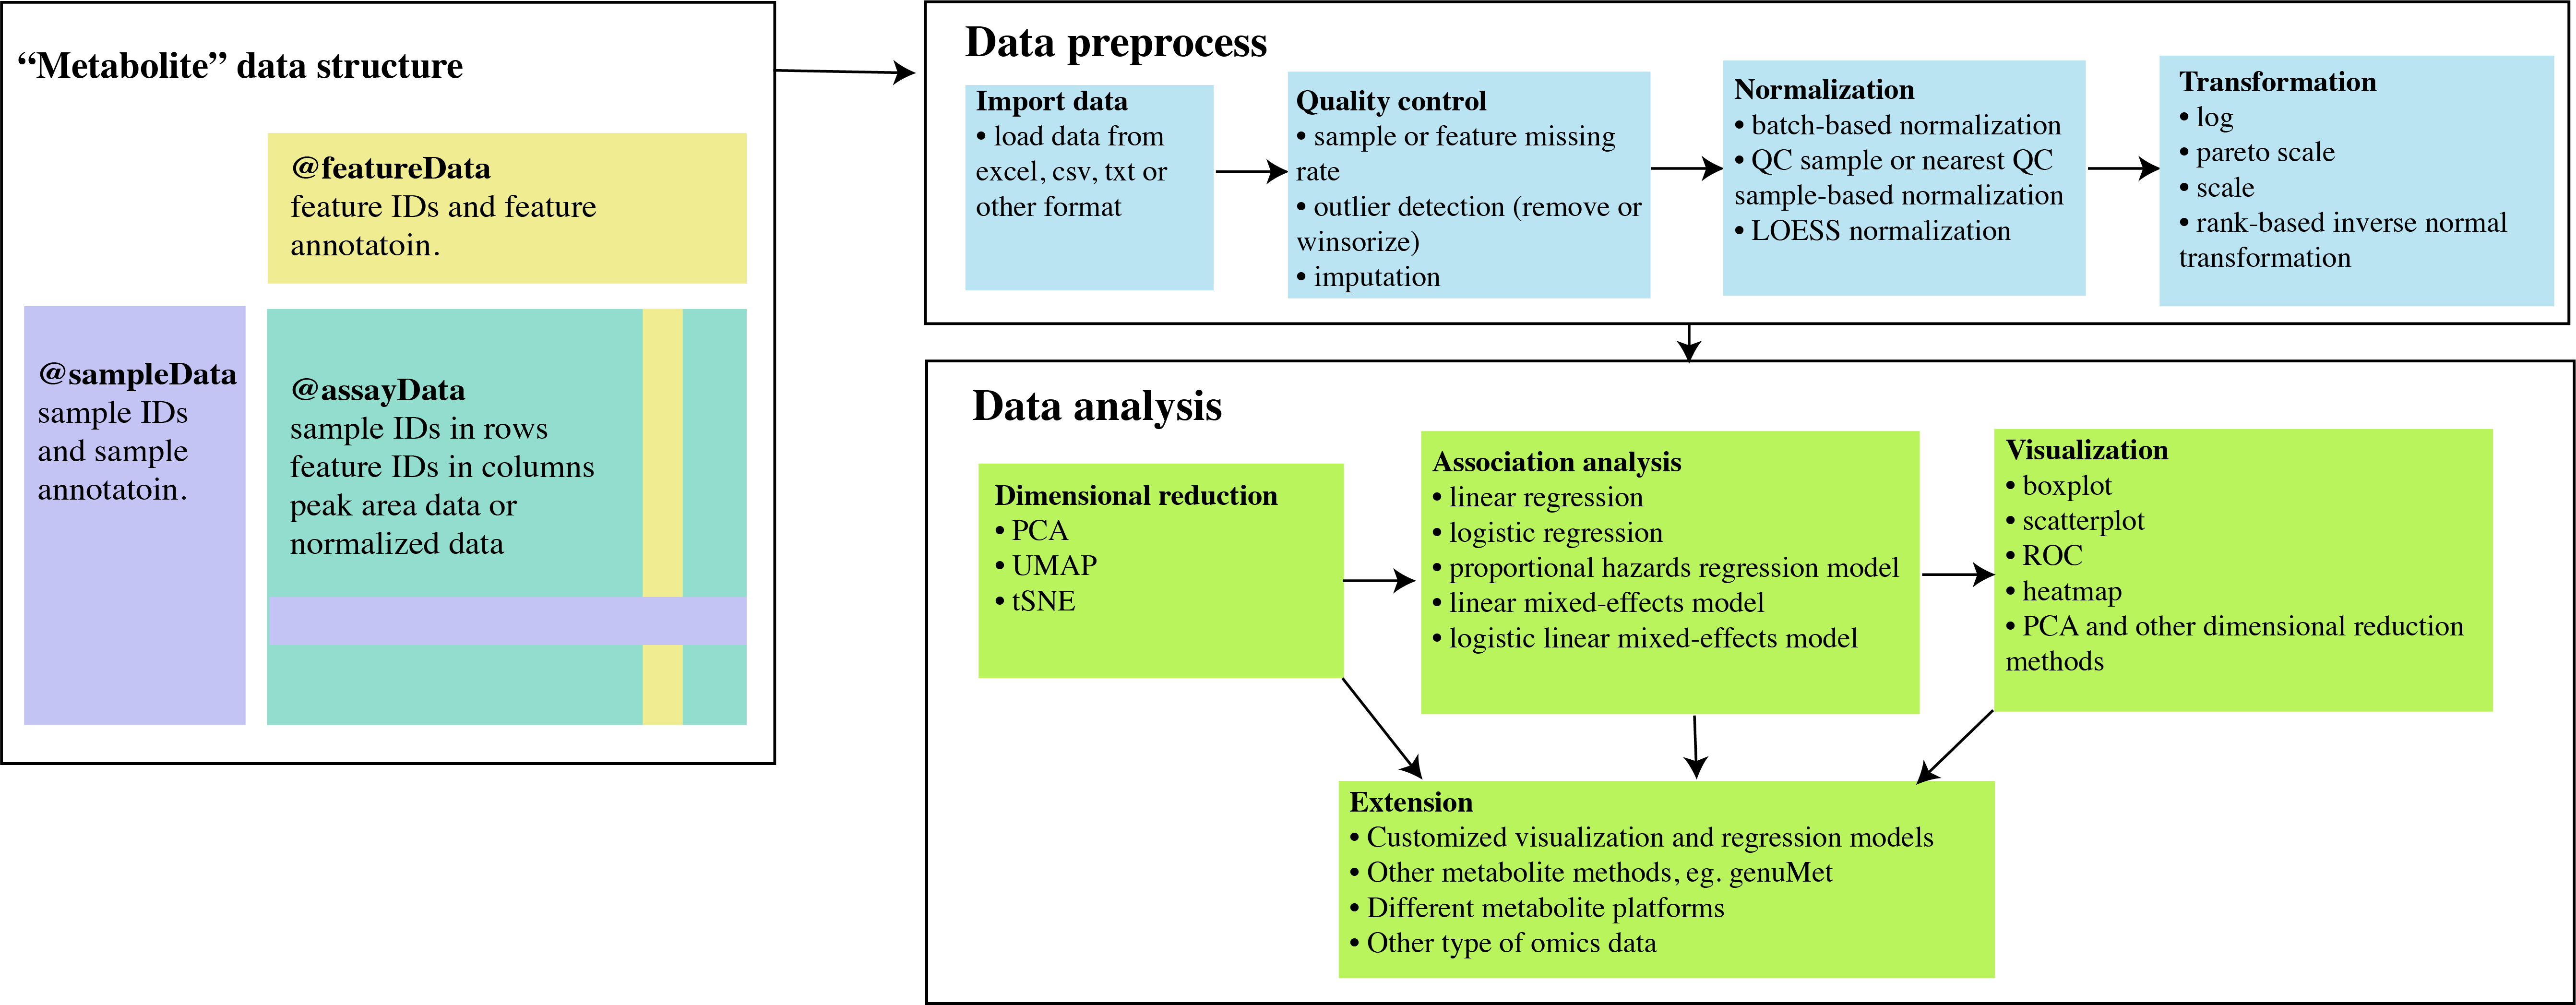 “Metabolite” data structure
@featureData
feature IDs and feature
annotatoin.
@sampleData
sample IDs
and sample
annotatoin.
@assayData
sample IDs in rows
feature IDs in columns
peak area data or
normalized data
Data preprocess
Import data
• load data from
excel, csv, txt or
other format
Quality control
• sample or feature missing
rate
• outlier detection (remove or
winsorize)
• imputation
Normalization
• batch-based normalization
• QC sample or nearest QC
sample-based normalization
• LOESS normalization
Transformation
• log
• pareto scale
• scale
• rank-based inverse normal
transformation
Data analysis
Dimensional reduction
• PCA
• UMAP
• tSNE
Association analysis
• linear regression
• logistic regression
• proportional hazards regression model
• linear mixed-effects model
• logistic linear mixed-effects model
Visualization
• boxplot
• scatterplot
• ROC
• heatmap
• PCA and other dimensional reduction
methods
Extension
• Customized visualization and regression models
• Other metabolite methods, eg. genuMet
• Different metabolite platforms
• Other type of omics data